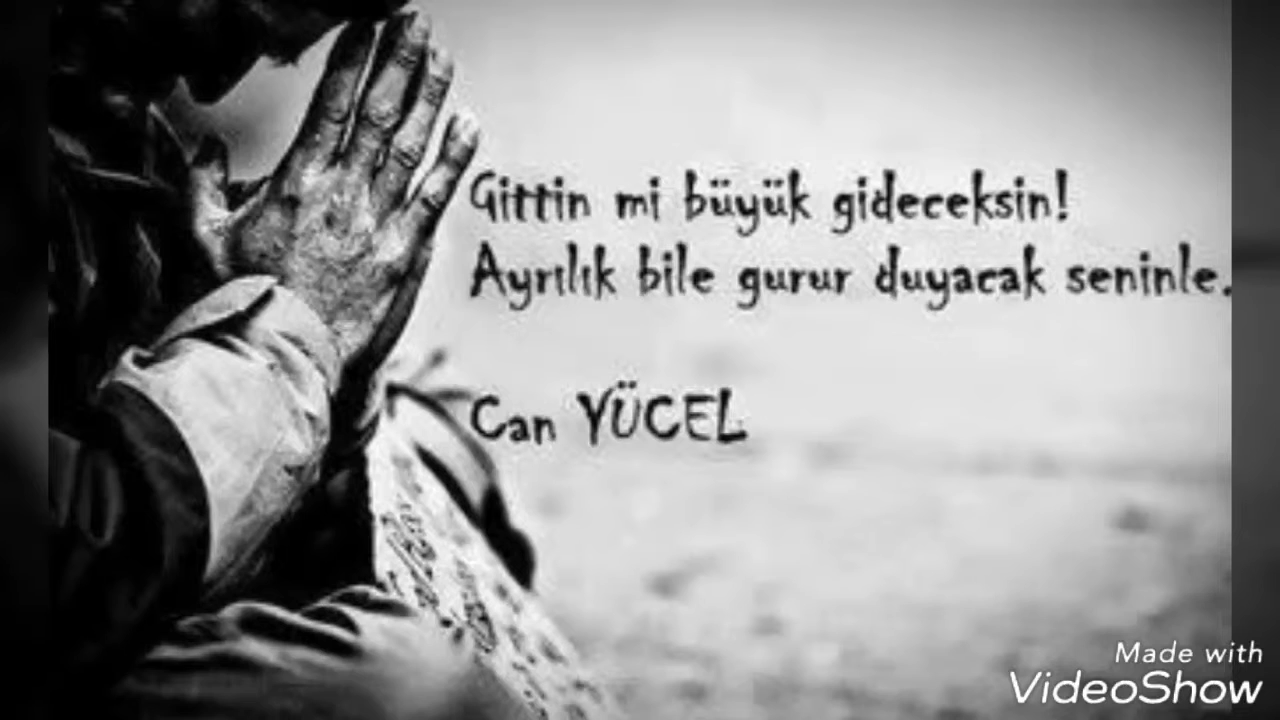 Gittin mi büyük gideceksin!
Ayrılık bile gurur duyacak seninle.
Can YÜCEL
Made with
VideoShow